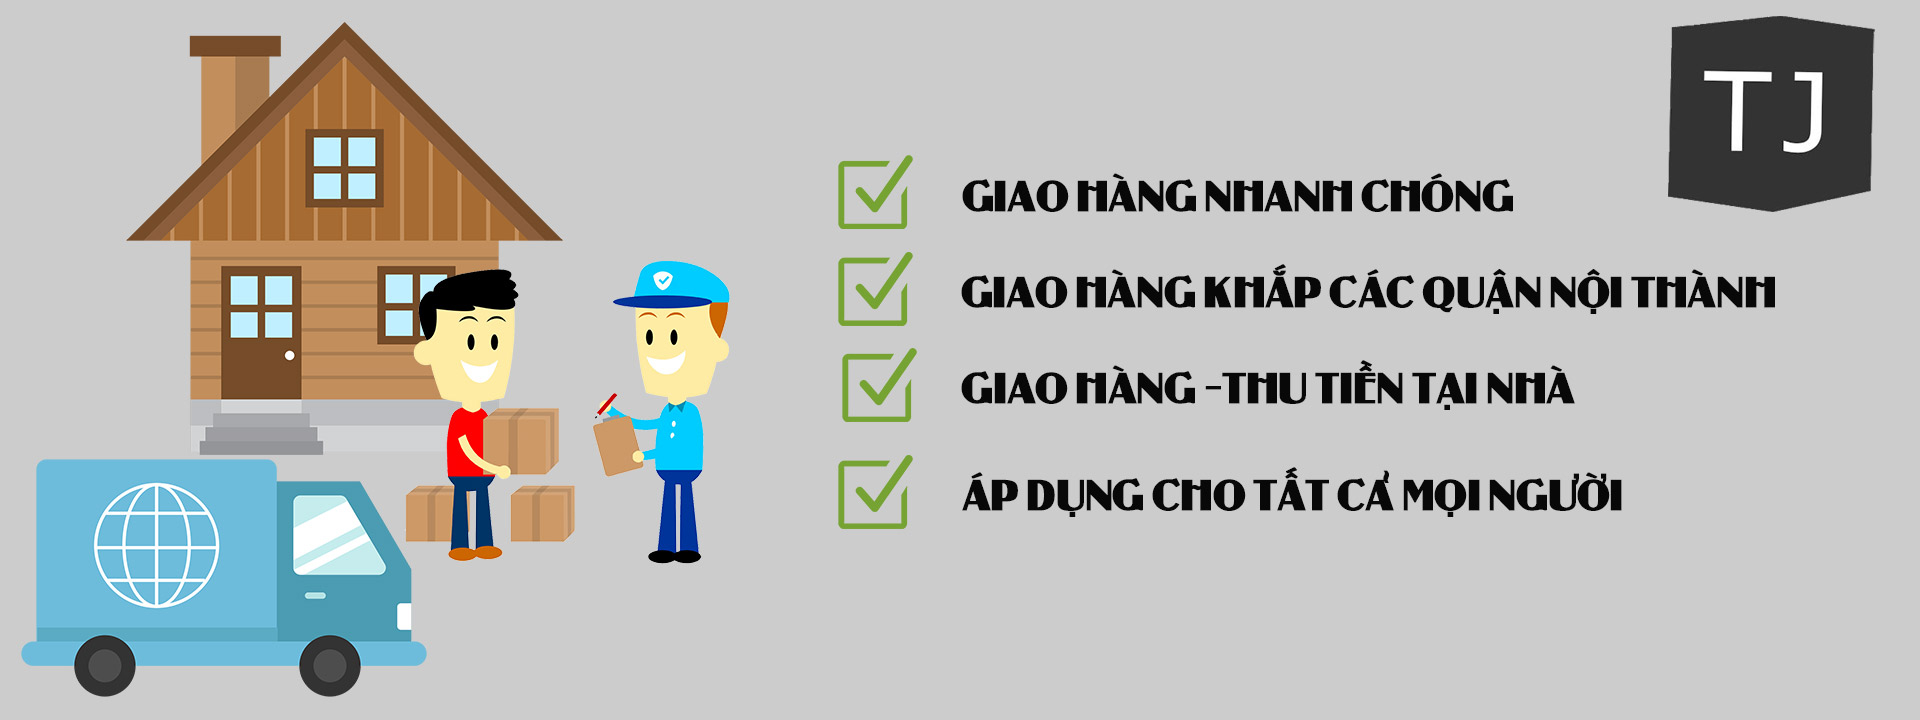 TJ
GIAO HÀNG NHANH CHÓNG
GIAO HÀNG KHẮP CÁC QUẬN NỘI THÀNH
GIAO HÀNG -THU TIỀN TẠI NHÀ
ÁP DỤNG CHO TẤT CẢ MỌI NGƯỜI